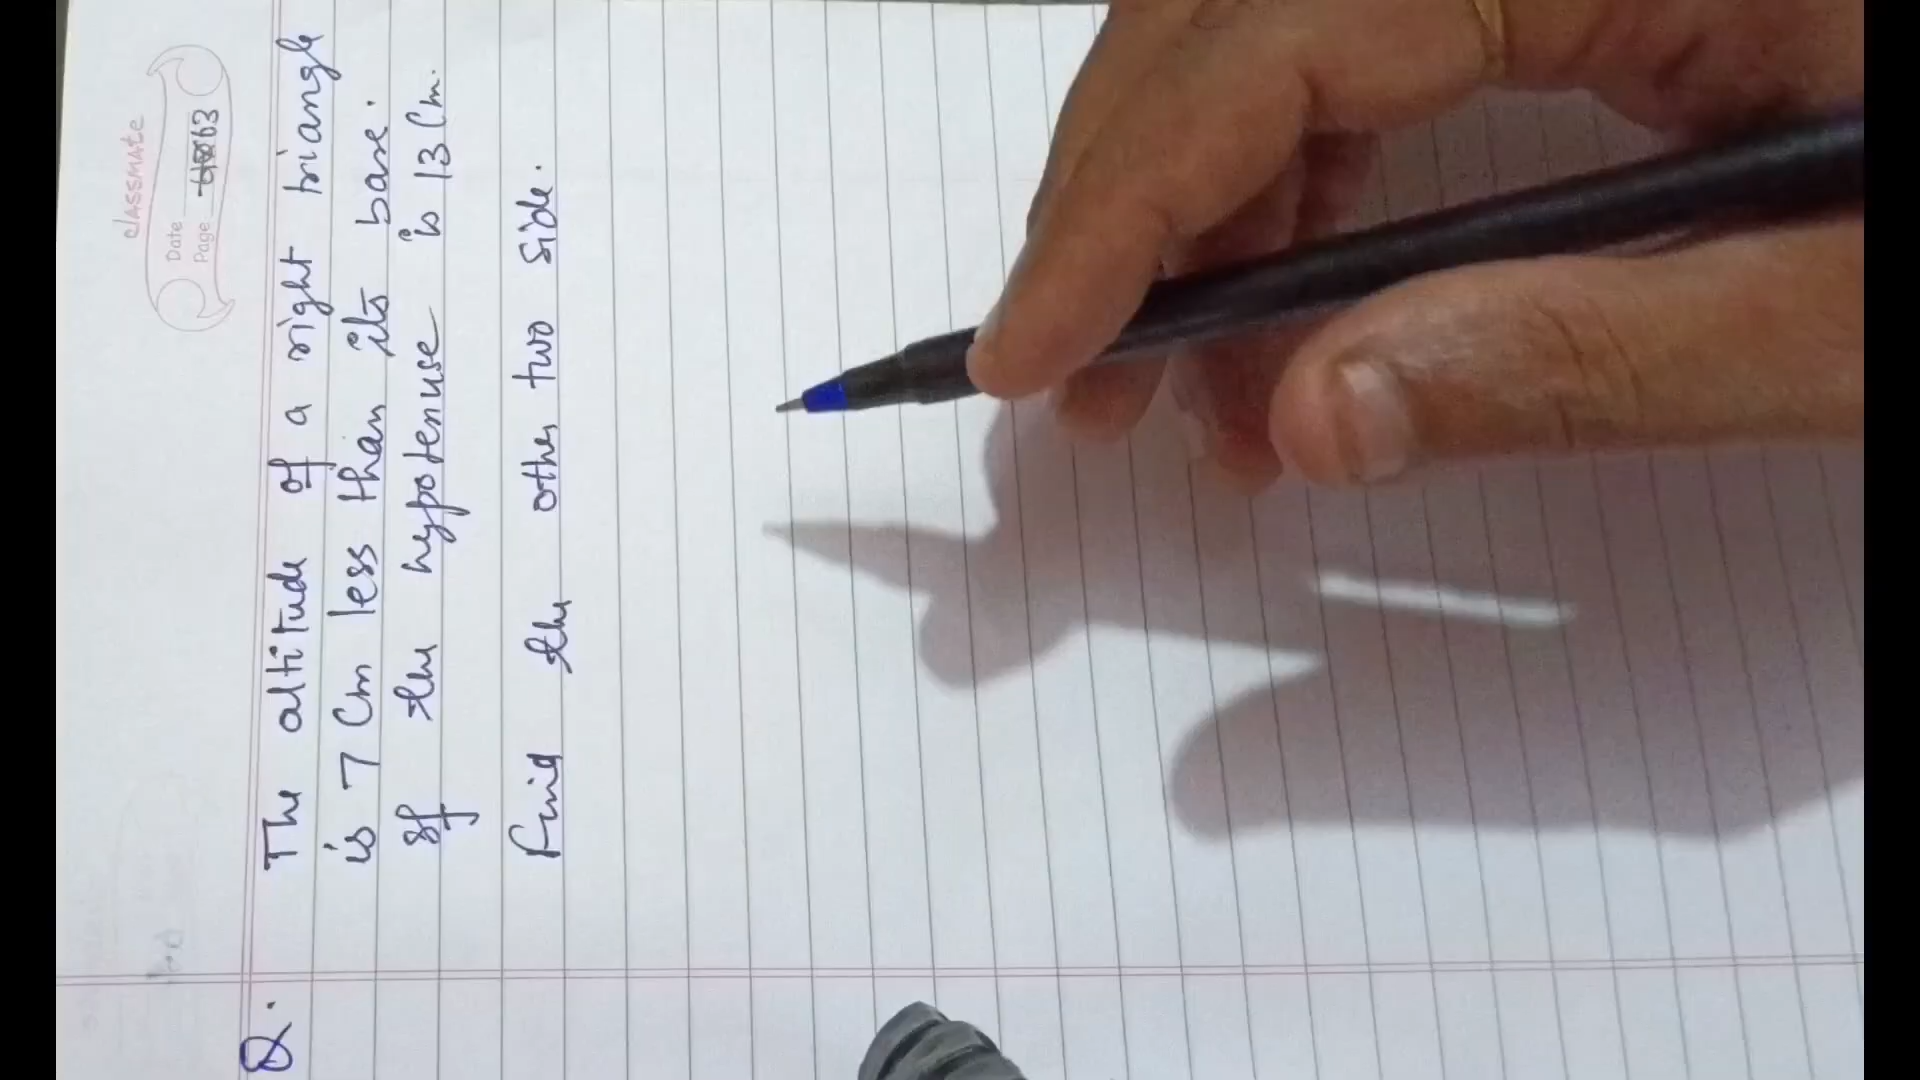 classmate
Date
Page 63
Q. The altitude of a right triangle
is 7 Cm less than its base.
If the hypotenuse is 13 Cm.
Find the other two side.